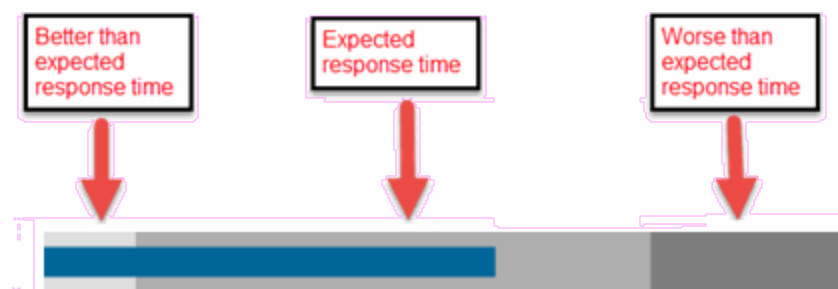 Better than
expected
response time
Expected
response time
Worse than
expected
response time